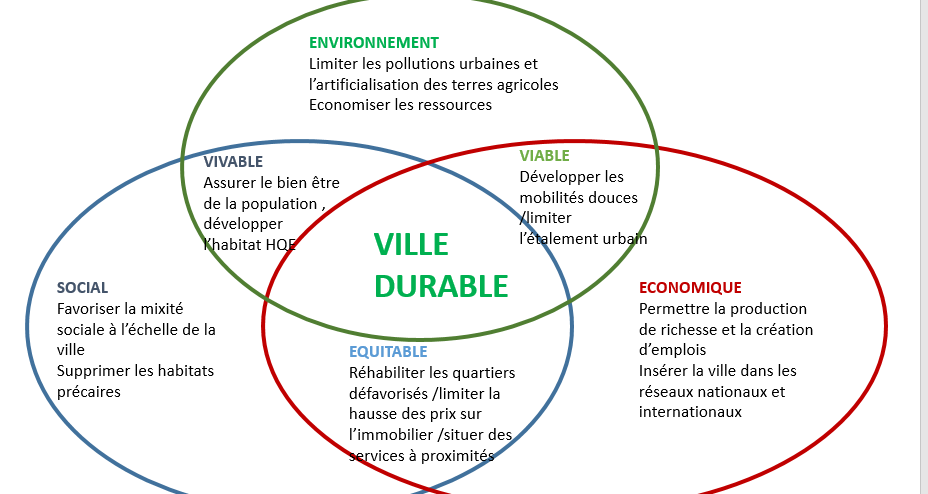 ENVIRONNEMENT
Limiter les pollutions urbaines et
l’artificialisation des terres agricoles
Economiser les ressources
VIVABLE
Assurer le bien être
de la population ,
développer
l’habitat HQE
VIABLE
Développer les
mobilités douces
/limiter
l’étalement urbain
VILLE
DURABLE
SOCIAL
Favoriser la mixité
sociale à l’échelle de la
ville
Supprimer les habitats
précaires
ECONOMIQUE
Permettre la production
de richesse et la création
d’emplois
Insérer la ville dans les
réseaux nationaux et
internationaux
EQUITABLE
Réhabiliter les quartiers
défavorisés /limiter la
hausse des prix sur
l’immobilier /situer des
services à proximités